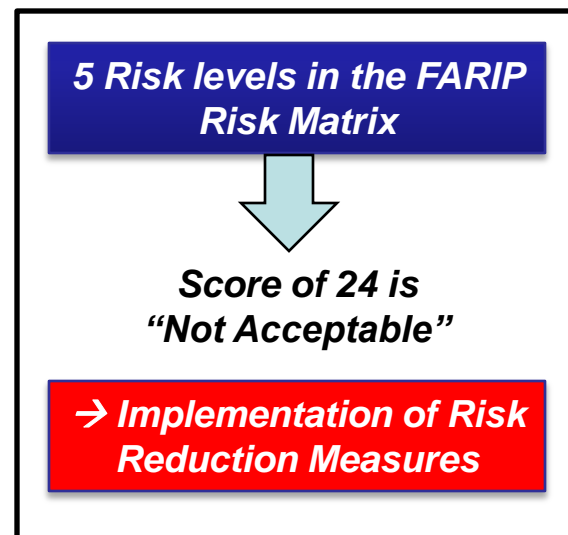 5 Risk levels in the FARIP
Risk Matrix
Score of 24 is
“Not Acceptable”
→ Implementation of Risk
Reduction Measures